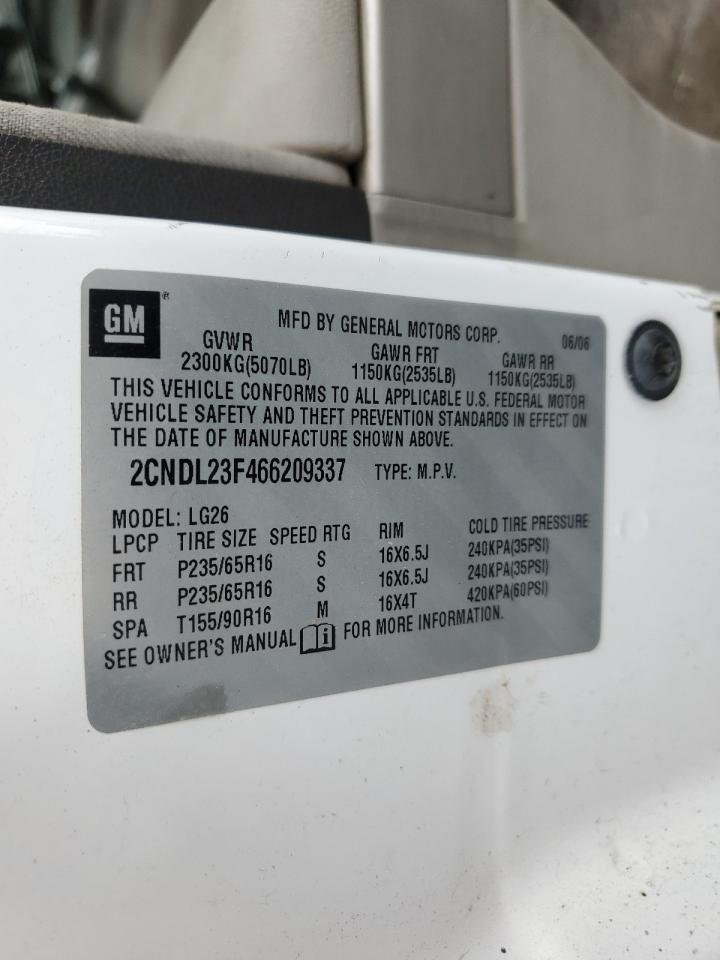 GM®
MFD BY GENERAL MOTORS CORP. 06/06
GVWR GAWR FRT GAWR RR
2300KG(5070LB) 1150KG(2535LB) 1150KG(2535LB)
THIS VEHICLE CONFORMS TO ALL APPLICABLE U.S. FEDERAL MOTOR
VEHICLE SAFETY AND THEFT PREVENTION STANDARDS IN EFFECT ON
THE DATE OF MANUFACTURE SHOWN ABOVE.
2CNDL23F466209337 TYPE: M.P.V.
MODEL: LG26
LPCP TIRE SIZE SPEED RTG RIM COLD TIRE PRESSURE
FRT P235/65R16 S 16X6.5J 240KPA(35PSI)
RR P235/65R16 S 16X6.5J 240KPA(35PSI)
SPA T155/90R16 M 16X4T 420KPA(60PSI)
SEE OWNER'S MANUAL FOR MORE INFORMATION.